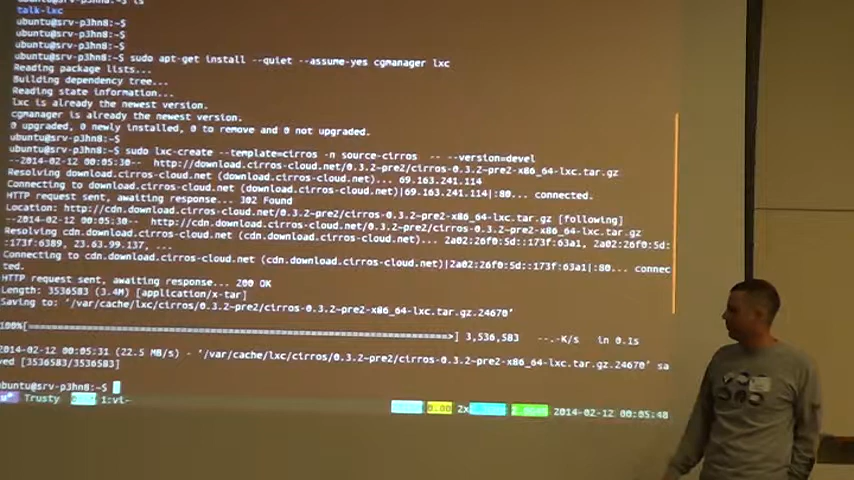 ls
talk-lxc
ubuntu@srv-p3hn8:~$
ubuntu@srv-p3hn8:~$
ubuntu@srv-p3hn8:~$
ubuntu@srv-p3hn8:~$ sudo apt-get install --quiet --assume-yes cgmanager lxc
Reading package lists...
Building dependency tree...
Reading state information...
lxc is already the newest version.
cgmanager is already the newest version.
0 upgraded, 0 newly installed, 0 to remove and 0 not upgraded.
ubuntu@srv-p3hn8:~$
ubuntu@srv-p3hn8:~$ sudo lxc-create --template=cirros -n source-cirros -- --version=devel
--2014-02-12 00:05:30-- http://download.cirros-cloud.net/0.3.2~pre2/cirros-0.3.2~pre2-x86_64-lxc.tar.gz
Resolving download.cirros-cloud.net (download.cirros-cloud.net)... 69.163.241.114
Connecting to download.cirros-cloud.net (download.cirros-cloud.net)|69.163.241.114|:80... connected.
HTTP request sent, awaiting response... 302 Found
Location: http://cdn.download.cirros-cloud.net/0.3.2~pre2/cirros-0.3.2~pre2-x86_64-lxc.tar.gz [following]
--2014-02-12 00:05:30-- http://cdn.download.cirros-cloud.net/0.3.2~pre2/cirros-0.3.2~pre2-x86_64-lxc.tar.gz
Resolving cdn.download.cirros-cloud.net (cdn.download.cirros-cloud.net)... 2a02:26f0:5d::173f:63a1, 2a02:26f0:5d:
:173f:6389, 23.63.99.137, ...
Connecting to cdn.download.cirros-cloud.net (cdn.download.cirros-cloud.net)|2a02:26f0:5d::173f:63a1|:80... connec
ted.
HTTP request sent, awaiting response... 200 OK
Length: 3536583 (3.4M) [application/x-tar]
Saving to: '/var/cache/lxc/cirros/0.3.2~pre2/cirros-0.3.2~pre2-x86_64-lxc.tar.gz.24670'
100%[=====================================================================>] 3,536,583 --.-K/s in 0.1s
2014-02-12 00:05:31 (22.5 MB/s) - '/var/cache/lxc/cirros/0.3.2~pre2/cirros-0.3.2~pre2-x86_64-lxc.tar.gz.24670' sa
ved [3536583/3536583]
ubuntu@srv-p3hn8:~$
u* Trusty 1:vi- 0.00 2x 2014-02-12 00:05:48